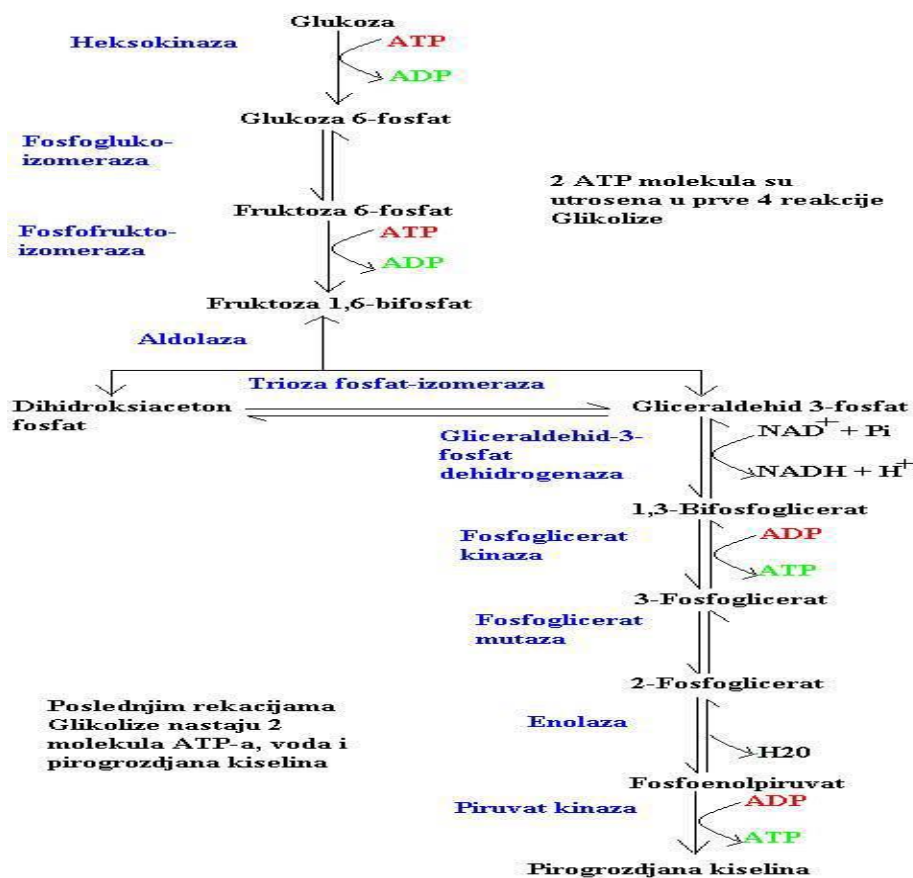 Glukoza
Heksokinaza
ATP
ADP
Glukoza 6-fosfat
Fosfogluko-
izomeraza
2 ATP molekula su
utrosena u prve 4 reakcije
Glikolize
Fruktoza 6-fosfat
Fosfofrukto-
izomeraza
ATP
ADP
Fruktoza 1,6-bifosfat
Aldolaza
Trioza fosfat-izomeraza
Dihidroksiaceton
fosfat
Gliceraldehid 3-fosfat
Gliceraldehid-3-
fosfat
dehidrogenaza
NAD+ + Pi
NADH + H+
1,3-Bifosfoglicerat
Fosfoglicerat
kinaza
ADP
ATP
3-Fosfoglicerat
Fosfoglicerat
mutaza
2-Fosfoglicerat
Poslednjim rekacijama
Glikolize nastaju 2
molekula ATP-a, voda i
pirogrozdjana kiselina
Enolaza
H20
Fosfoenolpiruvat
Piruvat kinaza
ADP
ATP
Pirogrozdjana kiselina